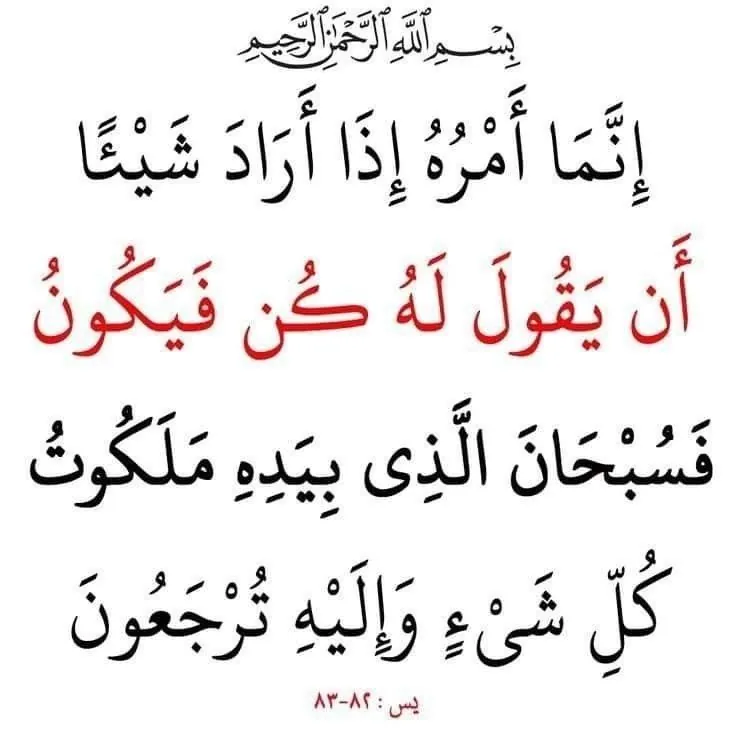 بِسْمِ ٱللَّهِ ٱلرَّحْمَٰنِ ٱلرَّحِيمِ
إِنَّمَا أَمْرُهُ إِذَا أَرَادَ شَيْئًا
أَن يَقُولَ لَهُ كُن فَيَكُونُ
فَسُبْحَانَ الَّذِى بِيَدِهِ مَلَكُوتُ
كُلِّ شَىْءٍ وَإِلَيْهِ تُرْجَعُونَ
يس : ٨٢-٨٣